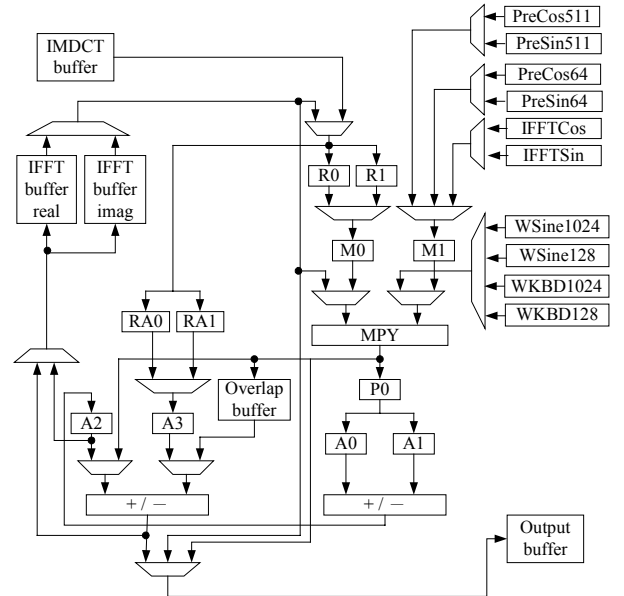 PreCos511
IMDCT
buffer
PreSin511
PreCos64
PreSin64
IFFTCos
IFFTSin
IFFT
buffer
real
IFFT
buffer
imag
R0
R1
WSine1024
M0
M1
WSine128
WKBD1024
WKBD128
RA0
RA1
MPY
Overlap
buffer
P0
A2
A3
A0
A1
+ / −
+ / −
Output
buffer